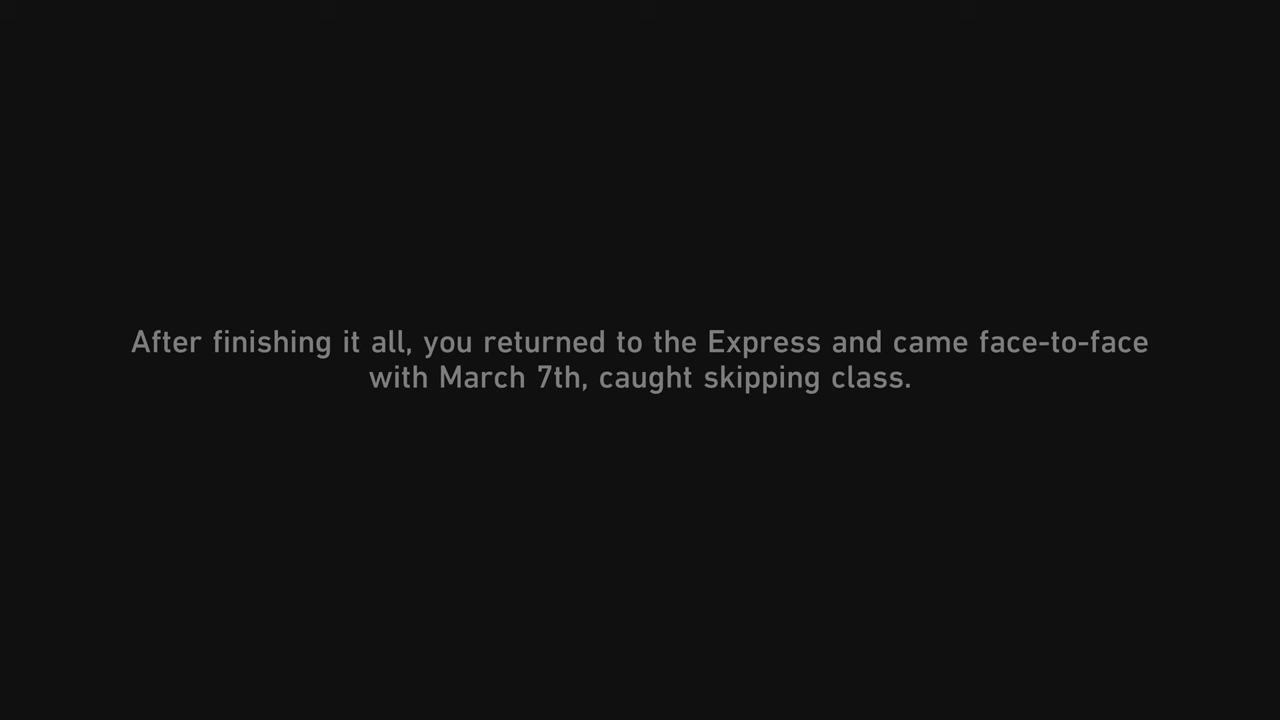 After finishing it all, you returned to the Express and came face-to-face
with March 7th, caught skipping class.